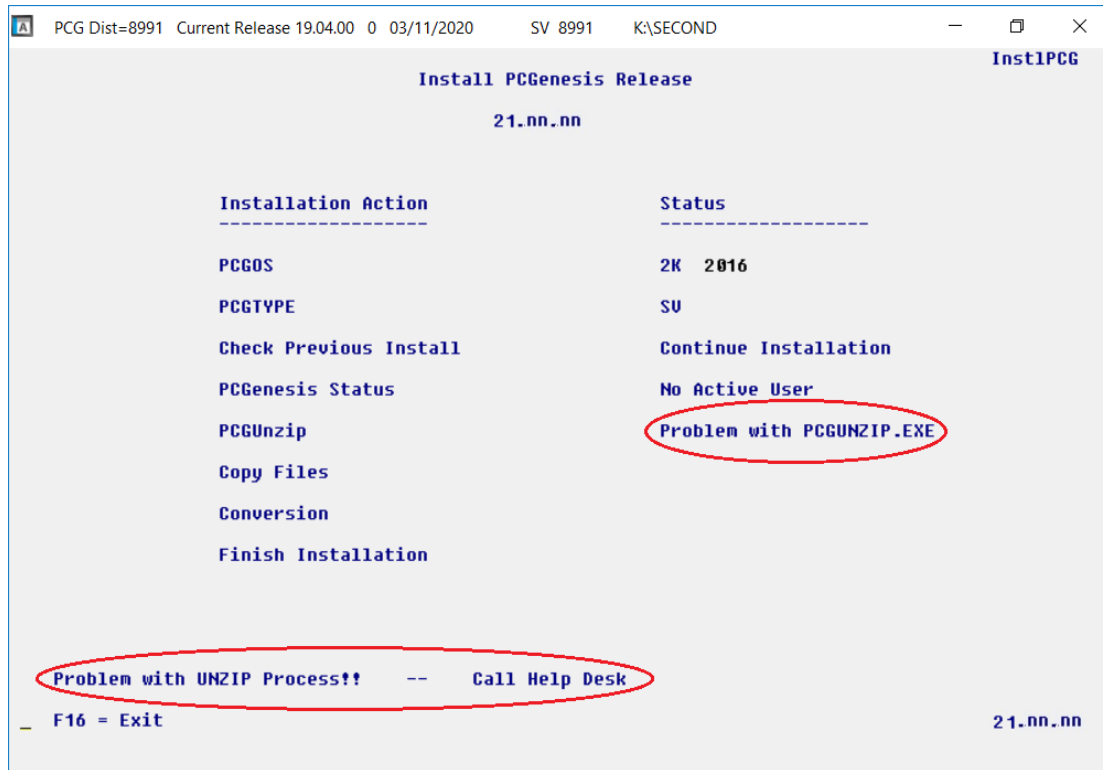 PCG Dist=8991 Current Release 19.04.00 0 03/11/2020 SV 8991 K:\SECOND
InstlPCG
Install PCGenesis Release
21.nn.nn
Installation Action Status
------------------- -------------------
PCGOS 2K 2016
PCGTYPE SV
Check Previous Install Continue Installation
PCGenesis Status No Active User
PCGUnzip Problem with PCGUNZIP.EXE
Copy Files
Conversion
Finish Installation
Problem with UNZIP Process!! -- Call Help Desk
_ F16 = Exit 21.nn.nn